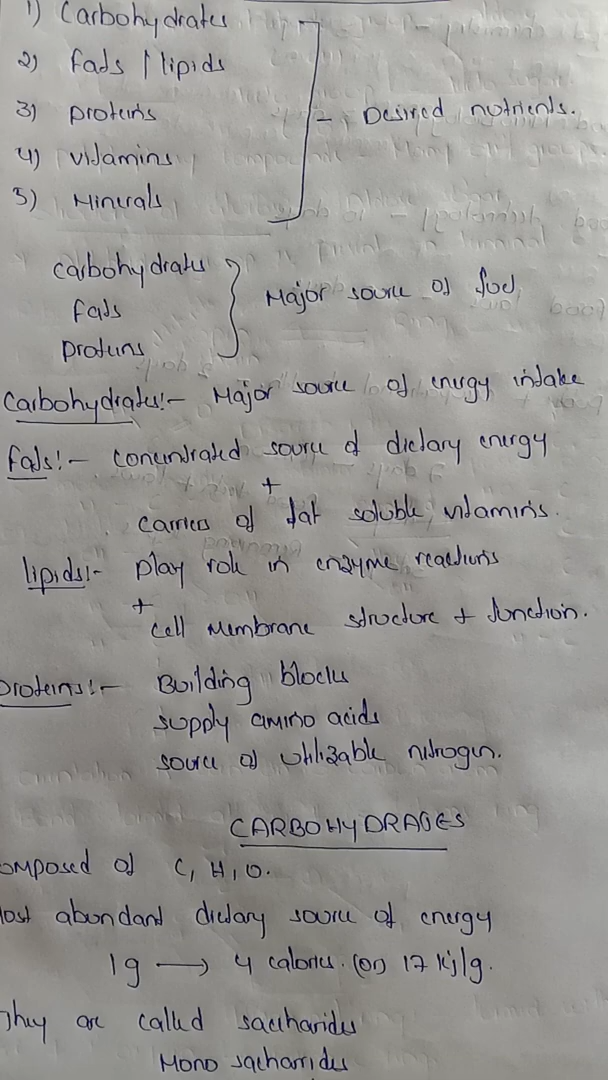 1) Carbohydrates
2) Fats / lipids
3) proteins - Desired nutrients.
4) vitamins
5) Minerals
carbohydrates
fats Major source of fuel
proteins
Carbohydrates:- Major source of energy intake
Fats:- concentrated source of dietary energy
+
carriers of fat soluble vitamins.
lipids:- play role in enzyme reactions
+ cell membrane structure + function.
proteins:- Building blocks
supply amino acids
source of utilizable nitrogen.
CARBOHYDRATES
omposed of C, H, O.
ost abundant dietary source of energy
1g → 4 calories. (or) 17 kj/g.
They are called saccharides
Mono sacharrides